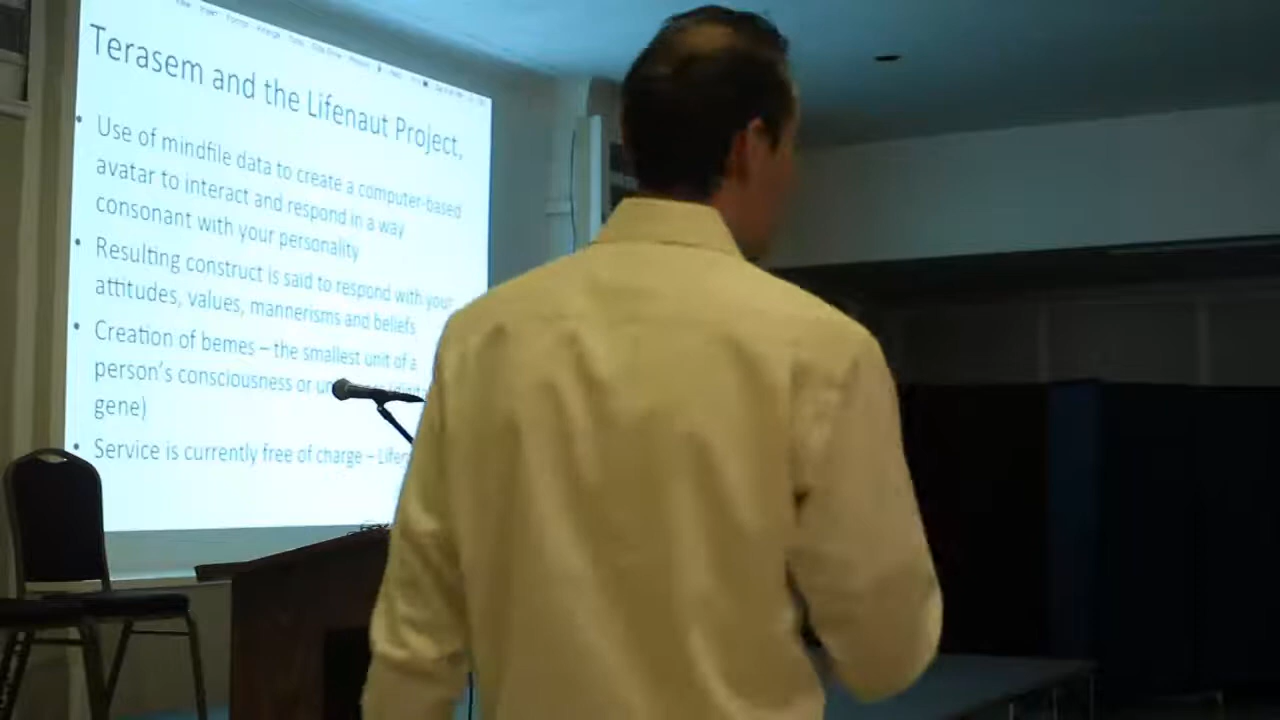 Terasem and the Lifenaut Project,
• Use of mindfile data to create a computer-based
avatar to interact and respond in a way
consonant with your personality
• Resulting construct is said to respond with your
attitudes, values, mannerisms and beliefs
• Creation of bemes – the smallest unit of a
person's consciousness or
gene)
• Service is currently free of charge –